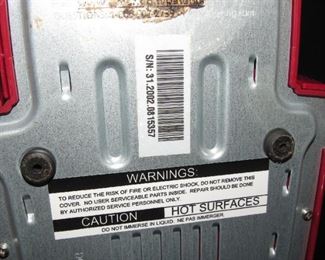 S/N: 31.2002.0815357
WARNINGS:
TO REDUCE THE RISK OF FIRE OR ELECTRIC SHOCK, DO NOT REMOVE THIS
COVER. NO USER SERVICEABLE PARTS INSIDE. REPAIR SHOULD BE DONE
BY AUTHORIZED SERVICE PERSONNEL ONLY.
CAUTION HOT SURFACES
DO NOT IMMERSE IN LIQUID. NE PAS IMMERGER.